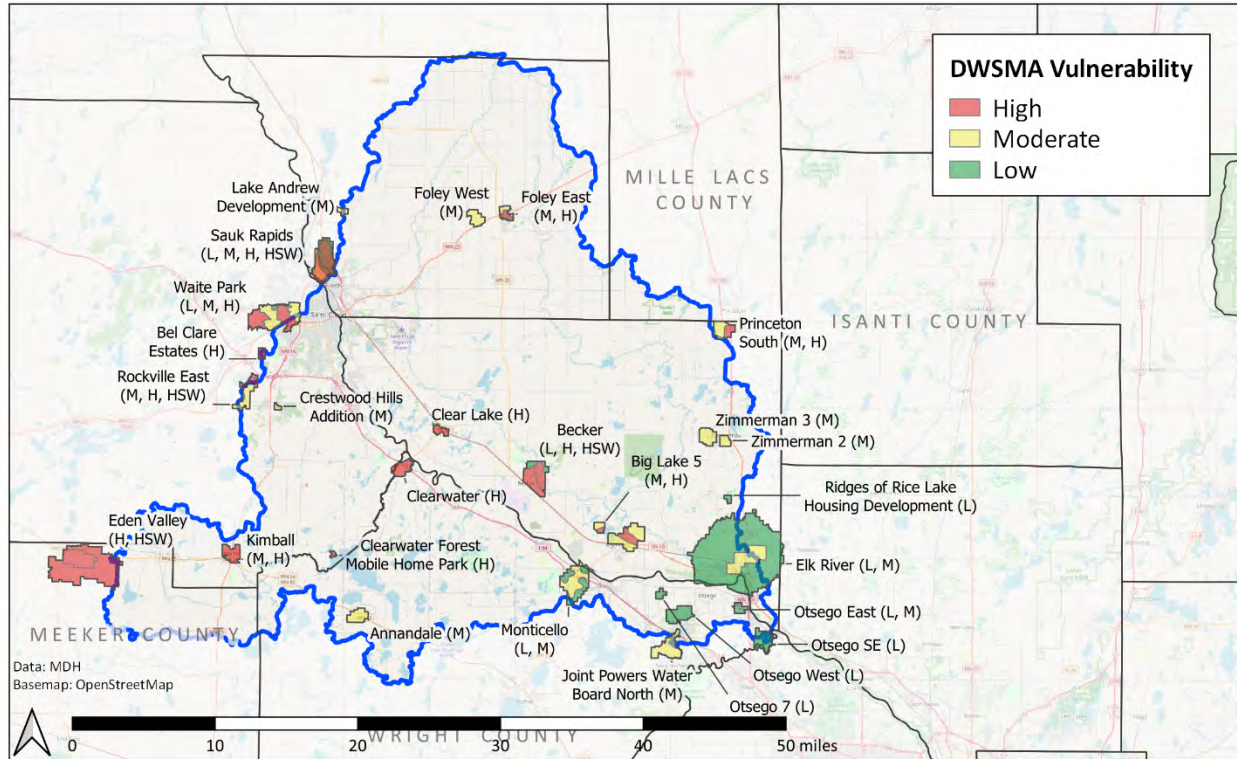 DWSMA Vulnerability
High
Moderate
Low
MILLE LACS
COUNTY
ISANTI COUNTY
MEEKER COUNTY
WRIGHT COUNTY
Lake Andrew
Development (M)
Foley West
(M)
Foley East
(M, H)
Sauk Rapids
(L, M, H, HSW)
Waite Park
(L, M, H)
Bel Clare
Estates (H)
Rockville East
(M, H, HSW)
Crestwood Hills
Addition (M)
Princeton
South (M, H)
Clear Lake (H)
Becker
(L, H, HSW)
Zimmerman 3 (M)
Zimmerman 2 (M)
Big Lake 5
(M, H)
Clearwater (H)
Ridges of Rice Lake
Housing Development (L)
Eden Valley
(H, HSW)
Kimball
(M, H)
Clearwater Forest
Mobile Home Park (H)
Elk River (L, M)
Otsego East (L, M)
Annandale (M)
Monticello
(L, M)
Otsego SE (L)
Joint Powers Water
Board North (M)
Otsego West (L)
Otsego 7 (L)
Data: MDH
Basemap: OpenStreetMap
0 10 20 30 40 50 miles